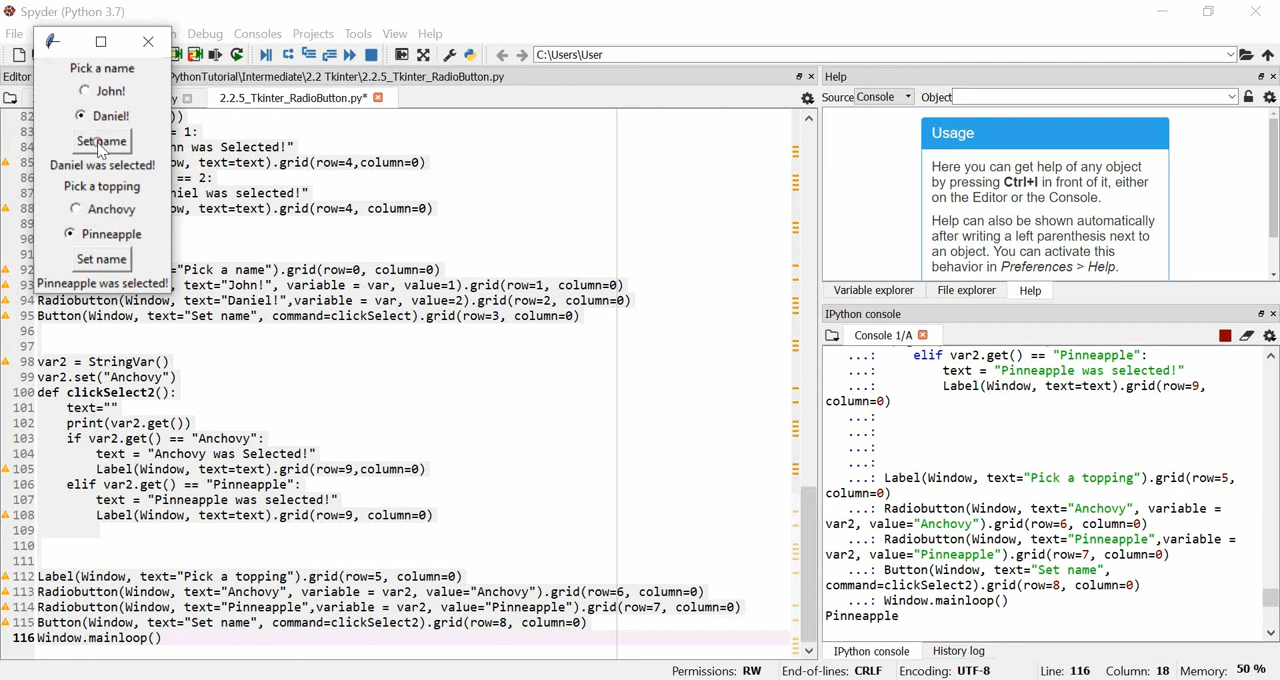 Spyder (Python 3.7)
File
Debug Consoles Projects Tools View Help
C:\Users\User
Editor
PythonTutorial\Intermediate\2.2 Tkinter\2.2.5_Tkinter_RadioButton.py
2.2.5_Tkinter_RadioButton.py*
Pick a name
John!
Daniel!
Set name
Daniel was selected!
Pick a topping
Anchovy
Pinneapple
Set name
Pinneapple was selected!
82 ))
83 = 1:
84 hn was Selected!"
85 ow, text=text).grid(row=4,column=0)
86 == 2:
87 niel was selected!"
88 ow, text=text).grid(row=4, column=0)
89
90
91
92 "Pick a name").grid(row=0, column=0)
93 , text="John!", variable = var, value=1).grid(row=1, column=0)
94 Radiobutton(Window, text="Daniel!",variable = var, value=2).grid(row=2, column=0)
95 Button(Window, text="Set name", command=clickSelect).grid(row=3, column=0)
96
97
98 var2 = StringVar()
99 var2.set("Anchovy")
100 def clickSelect2():
101 text=""
102 print(var2.get())
103 if var2.get() == "Anchovy":
104 text = "Anchovy was Selected!"
105 Label(Window, text=text).grid(row=9,column=0)
106 elif var2.get() == "Pinneapple":
107 text = "Pinneapple was selected!"
108 Label(Window, text=text).grid(row=9, column=0)
109
110
111
112 Label(Window, text="Pick a topping").grid(row=5, column=0)
113 Radiobutton(Window, text="Anchovy", variable = var2, value="Anchovy").grid(row=6, column=0)
114 Radiobutton(Window, text="Pinneapple",variable = var2, value="Pinneapple").grid(row=7, column=0)
115 Button(Window, text="Set name", command=clickSelect2).grid(row=8, column=0)
116 Window.mainloop()
Help
Source Console Object
Usage
Here you can get help of any object
by pressing Ctrl+I in front of it, either
on the Editor or the Console.
Help can also be shown automatically
after writing a left parenthesis next to
an object. You can activate this
behavior in Preferences > Help.
Variable explorer File explorer Help
IPython console
Console 1/A
...: elif var2.get() == "Pinneapple":
...: text = "Pinneapple was selected!"
...: Label(Window, text=text).grid(row=9,
column=0)
...:
...:
...:
...:
...: Label(Window, text="Pick a topping").grid(row=5,
column=0)
...: Radiobutton(Window, text="Anchovy", variable =
var2, value="Anchovy").grid(row=6, column=0)
...: Radiobutton(Window, text="Pinneapple",variable =
var2, value="Pinneapple").grid(row=7, column=0)
...: Button(Window, text="Set name",
command=clickSelect2).grid(row=8, column=0)
...: Window.mainloop()
Pinneapple
IPython console History log
Permissions: RW End-of-lines: CRLF Encoding: UTF-8 Line: 116 Column: 18 Memory: 50 %